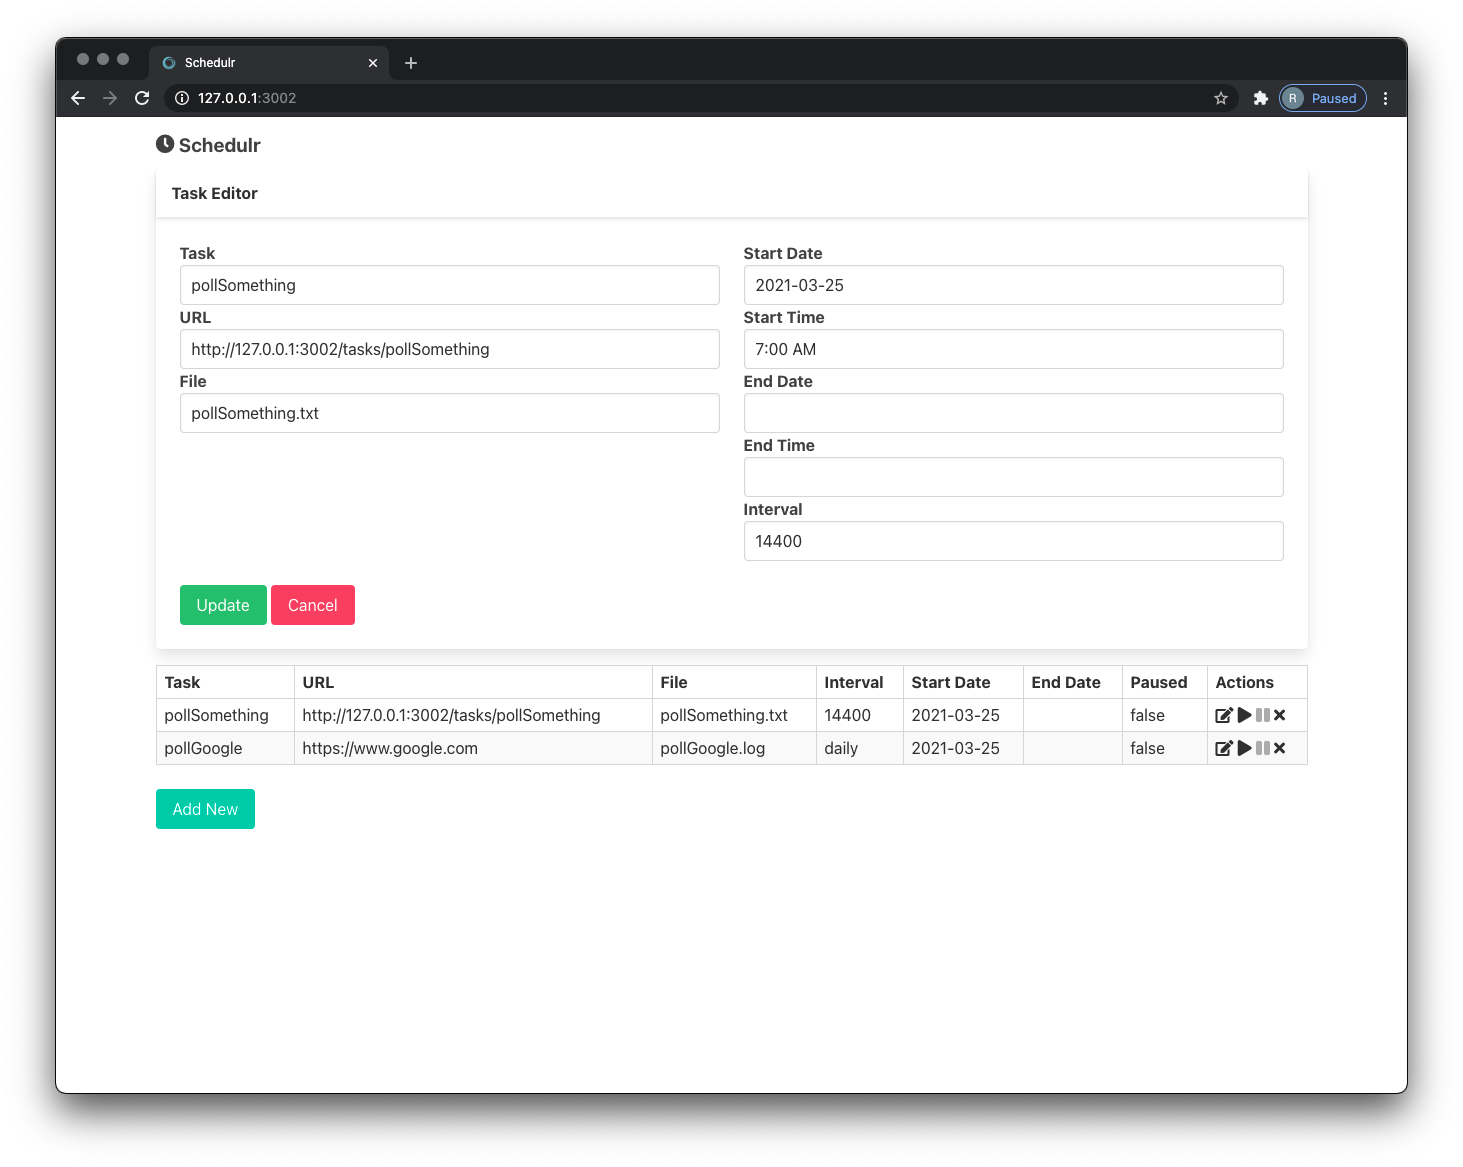 Schedulr
127.0.0.1:3002
R Paused
Schedulr
Task Editor
Task
pollSomething
URL
http://127.0.0.1:3002/tasks/pollSomething
File
pollSomething.txt
Start Date
2021-03-25
Start Time
7:00 AM
End Date
End Time
Interval
14400
Update Cancel
Task URL File Interval Start Date End Date Paused Actions
pollSomething http://127.0.0.1:3002/tasks/pollSomething pollSomething.txt 14400 2021-03-25 false
pollGoogle https://www.google.com pollGoogle.log daily 2021-03-25 false
Add New